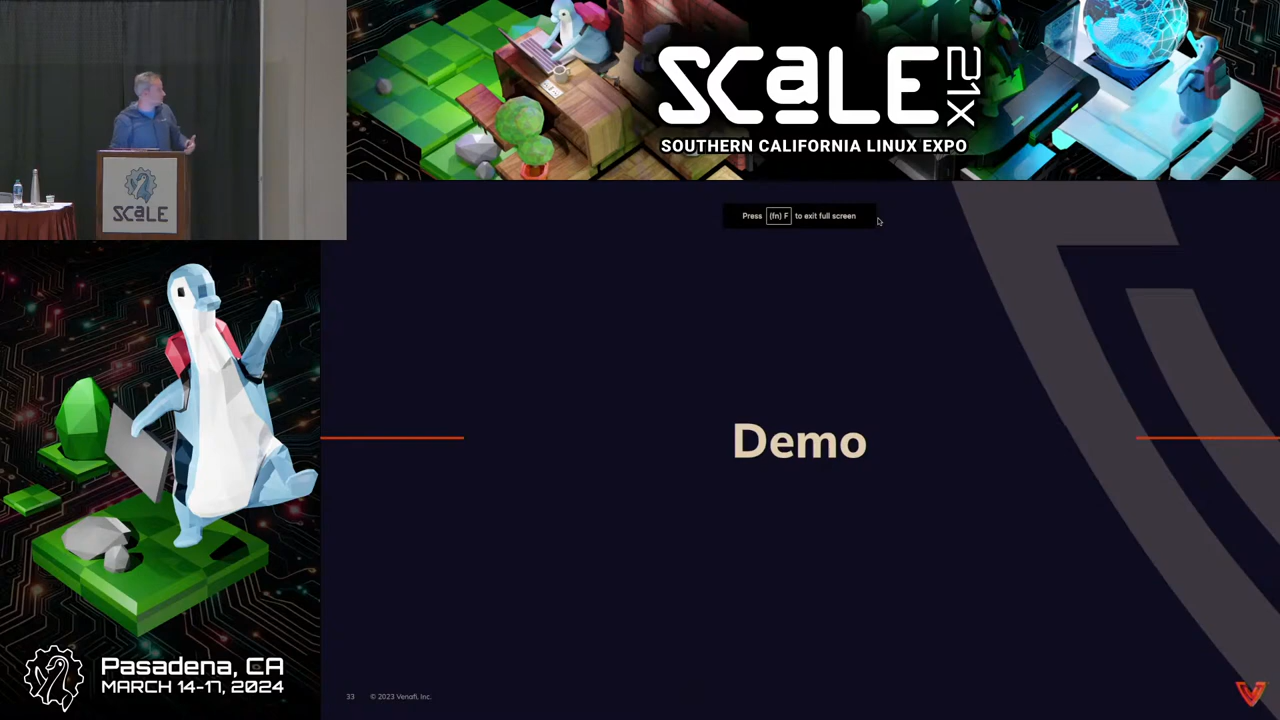 SCaLE 21X
SOUTHERN CALIFORNIA LINUX EXPO
SCaLE
Press (fn) F to exit full screen
Demo
Pasadena, CA
MARCH 14-17, 2024
33 © 2023 Venafi, Inc.